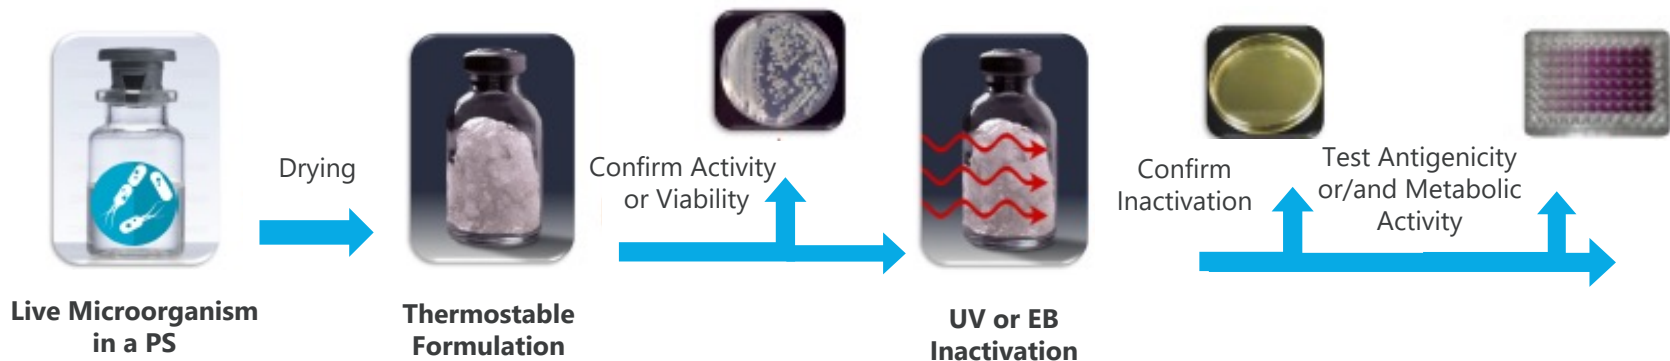 Drying
Confirm Activity
or Viability
Confirm
Inactivation
Test Antigenicity
or/and Metabolic
Activity
Live Microorganism
in a PS
Thermostable
Formulation
UV or EB
Inactivation